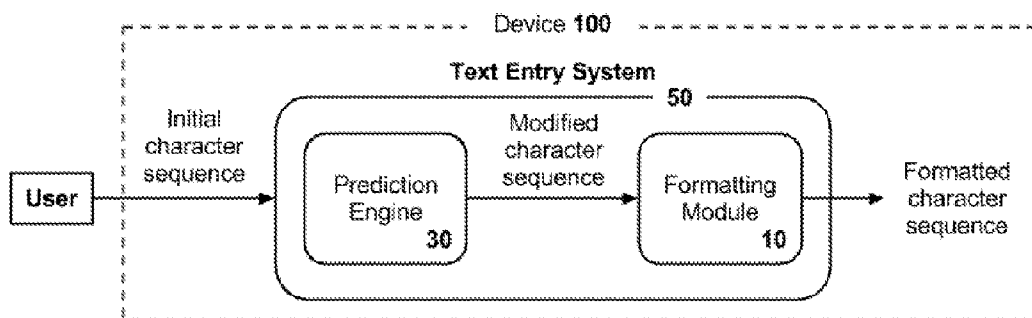 Device 100
Text Entry System
50
Initial
character
sequence
Modified
character
sequence
User
Prediction
Engine
30
Formatting
Module
10
Formatted
character
sequence